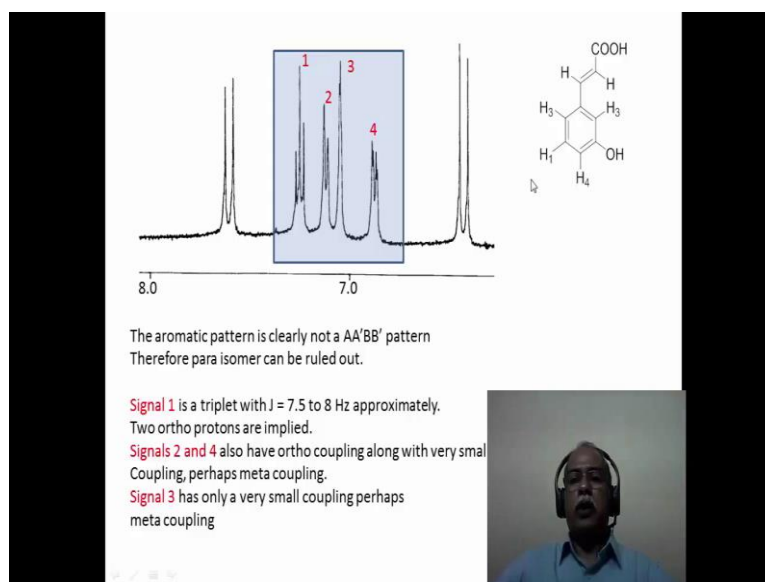 1
2
3
4
COOH
H
H
H3
H3
H1
OH
H4
8.0
7.0
The aromatic pattern is clearly not a AA'BB' pattern
Therefore para isomer can be ruled out.
Signal 1 is a triplet with J = 7.5 to 8 Hz approximately.
Two ortho protons are implied.
Signals 2 and 4 also have ortho coupling along with very smal
Coupling, perhaps meta coupling.
Signal 3 has only a very small coupling perhaps
meta coupling